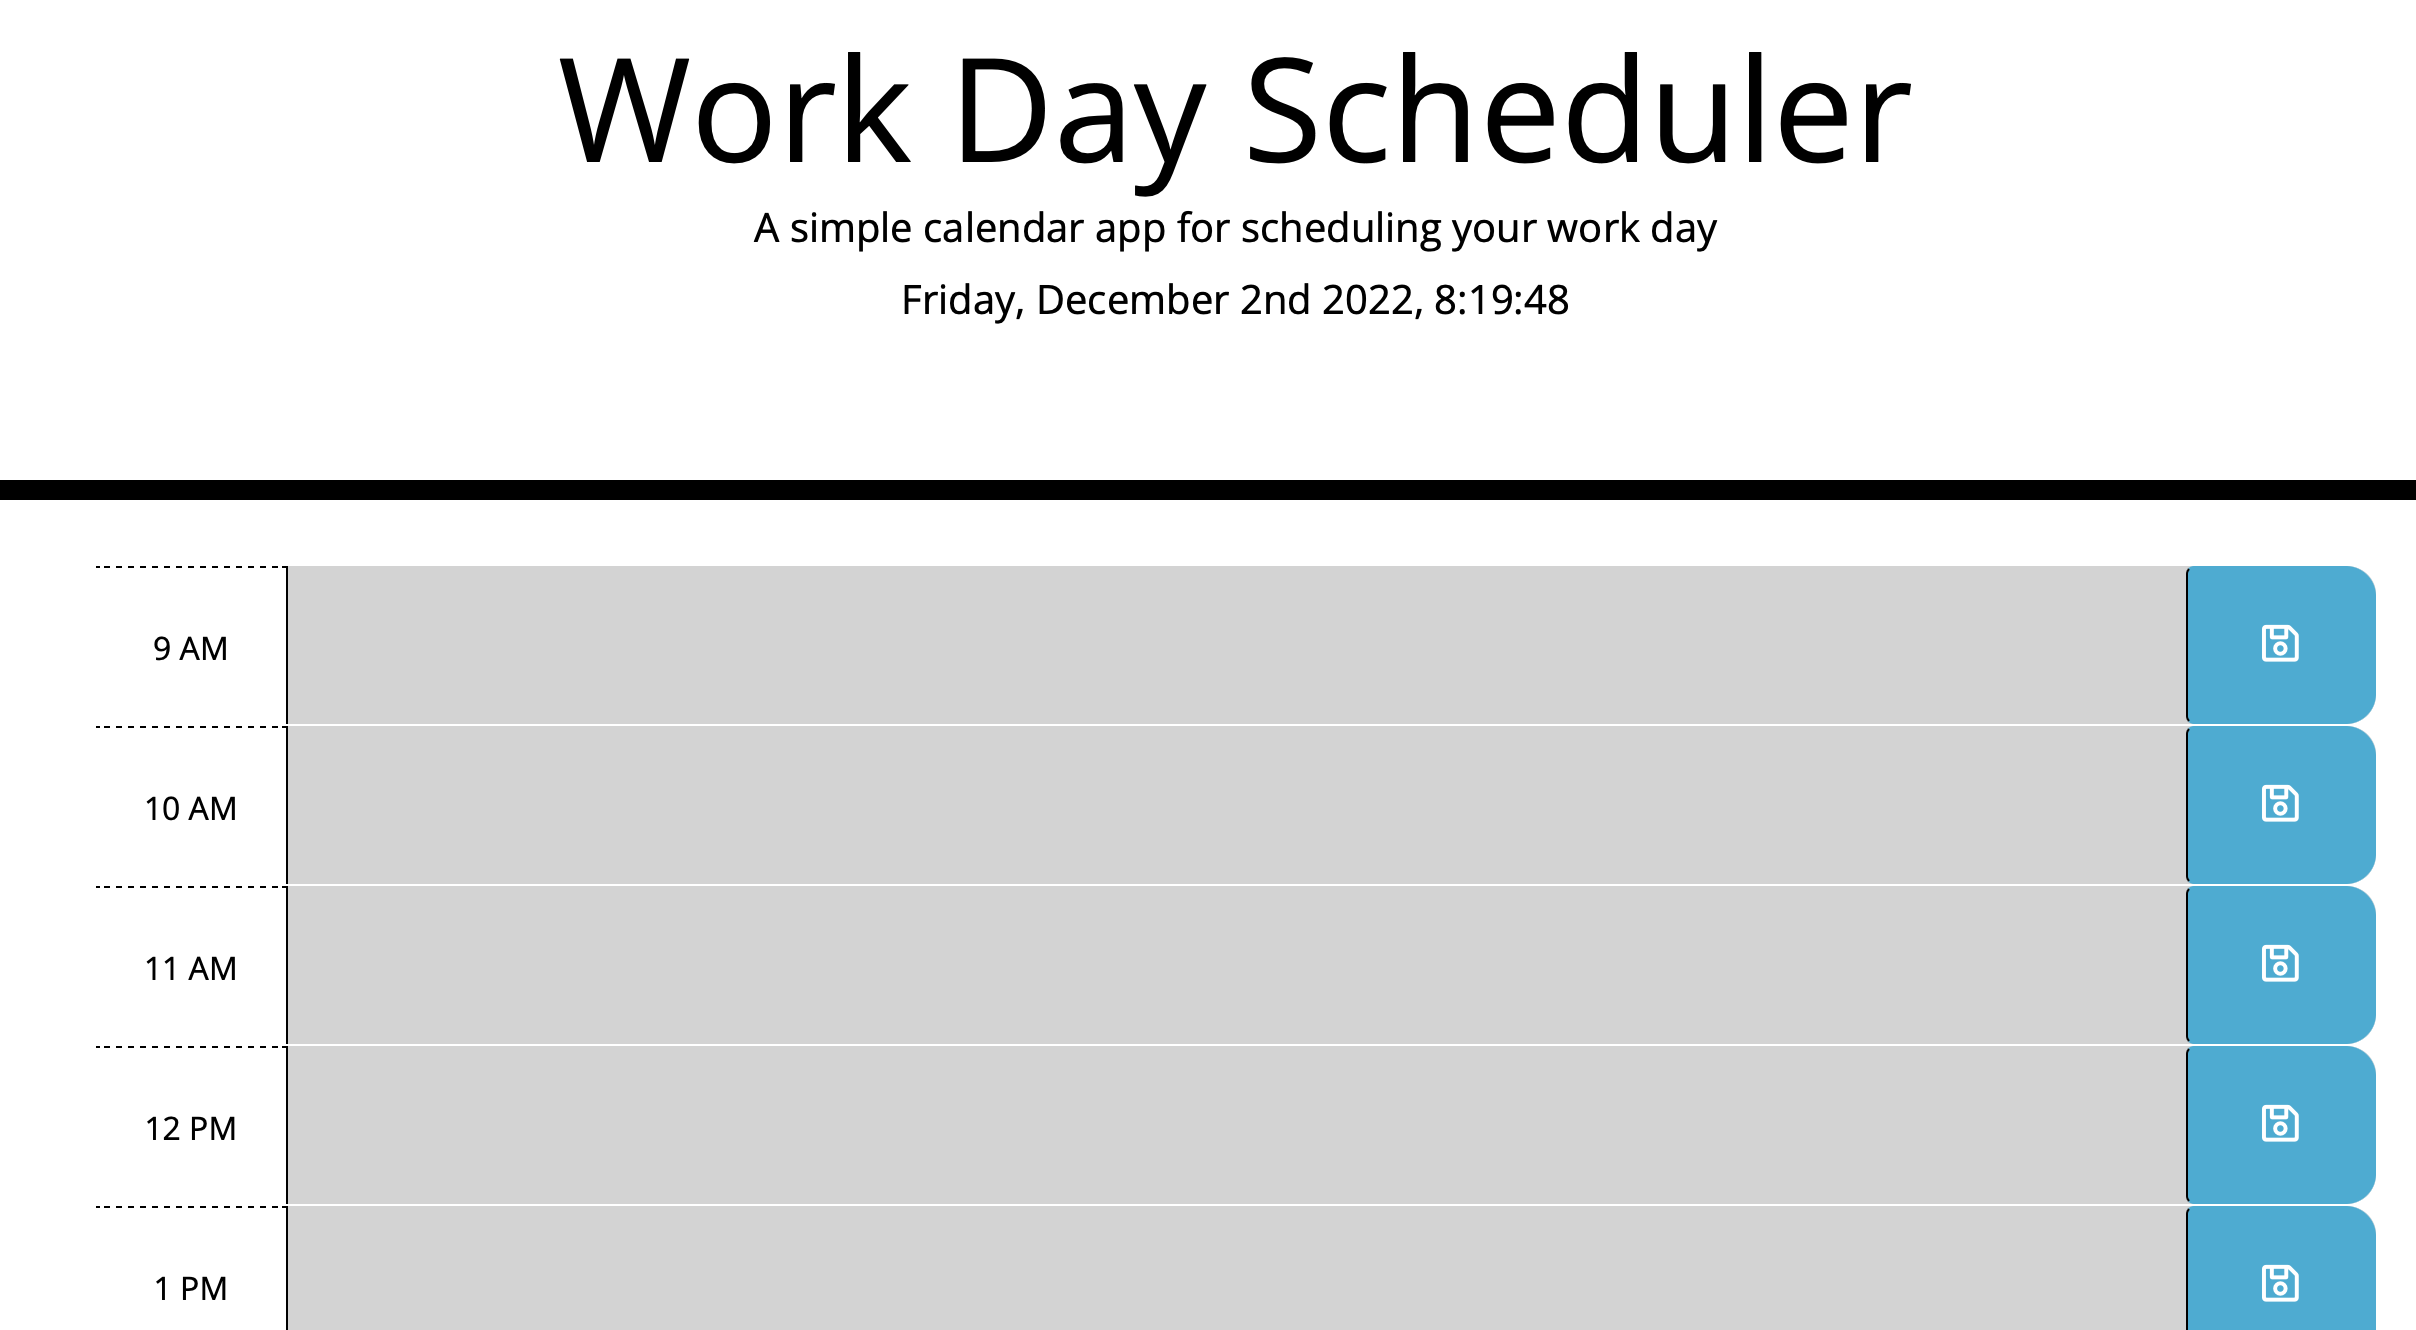 Work Day Scheduler
A simple calendar app for scheduling your work day
Friday, December 2nd 2022, 8:19:48
9 AM
10 AM
11 AM
12 PM
1 PM